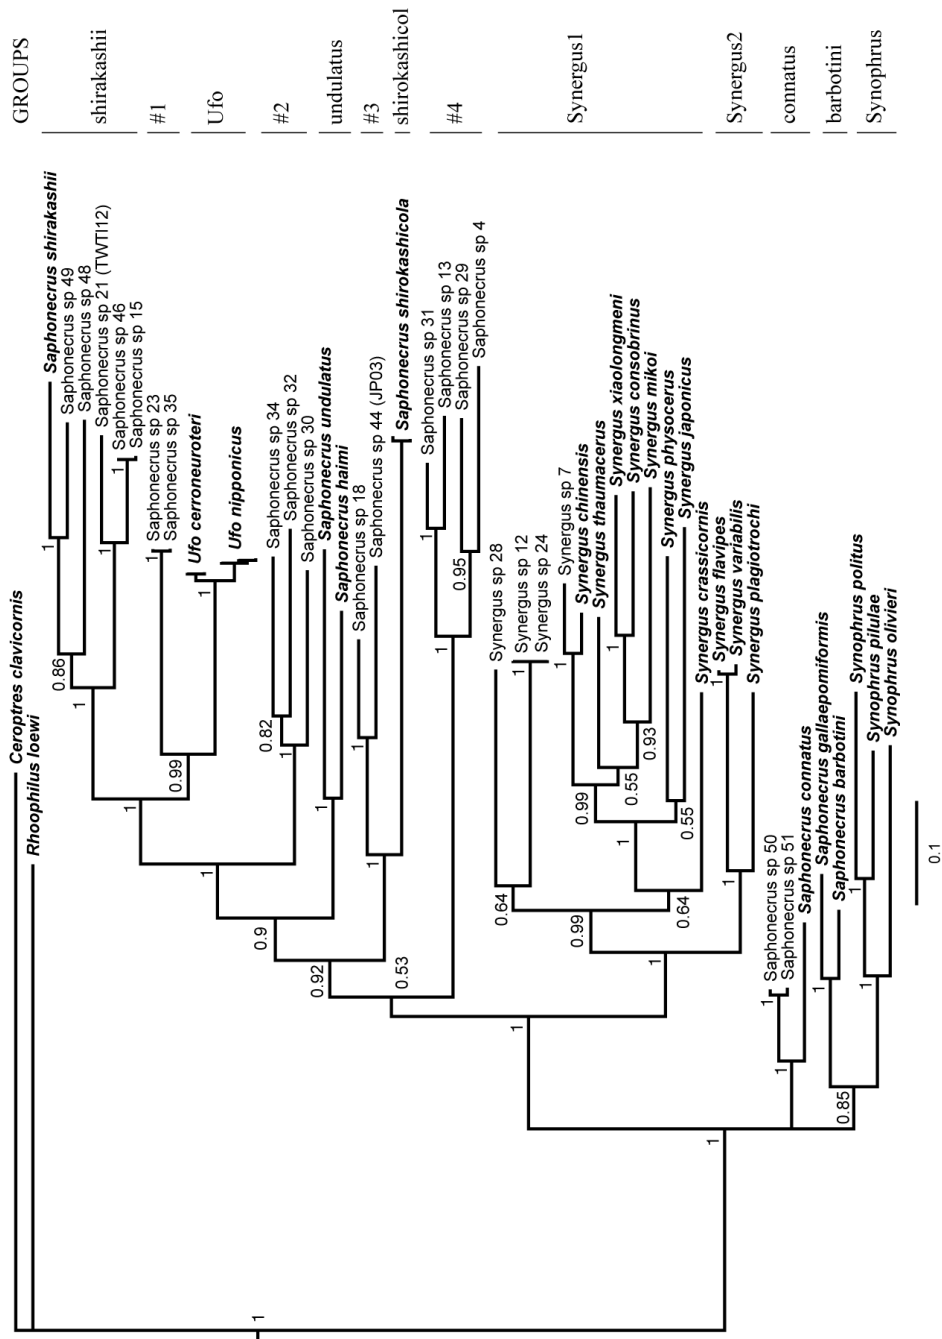 GROUPS
shirakashii
#1
Ufo
#2
undulatus
#3
shirokashicol
#4
Synergus1
Synergus2
connatus
barbotini
Synophrus
Ceroptres clavicornis
Rhoophilus loewi
Saphonecrus shirakashii
Saphonecrus sp 49
Saphonecrus sp 48
Saphonecrus sp 21 (TWTI12)
Saphonecrus sp 46
Saphonecrus sp 15
Saphonecrus sp 23
Saphonecrus sp 35
Ufo cerroneuroteri
Ufo nipponicus
Saphonecrus sp 34
Saphonecrus sp 32
Saphonecrus sp 30
Saphonecrus undulatus
Saphonecrus haimi
Saphonecrus sp 18
Saphonecrus sp 44 (JP03)
Saphonecrus shirokashicola
Saphonecrus sp 31
Saphonecrus sp 13
Saphonecrus sp 29
Saphonecrus sp 4
Synergus sp 28
Synergus sp 12
Synergus sp 24
Synergus sp 7
Synergus chinensis
Synergus thaumacerus
Synergus xiaolongmeni
Synergus consobrinus
Synergus mikoi
Synergus physocerus
Synergus japonicus
Synergus crassicornis
Synergus flavipes
Synergus variabilis
Synergus plagiotrochi
Saphonecrus sp 50
Saphonecrus sp 51
Saphonecrus connatus
Saphonecrus gallaepomiformis
Saphonecrus barbotini
Synophrus politus
Synophrus pilulae
Synophrus olivieri
1
0.86
1
1
1
1
1
0.99
1
0.82
1
1
1
0.9
1
1
0.92
0.53
1
0.95
1
1
0.64
1
1
0.93
0.55
0.99
0.55
1
0.64
0.99
1
1
1
1
1
1
1
1
0.85
1
1
0.1